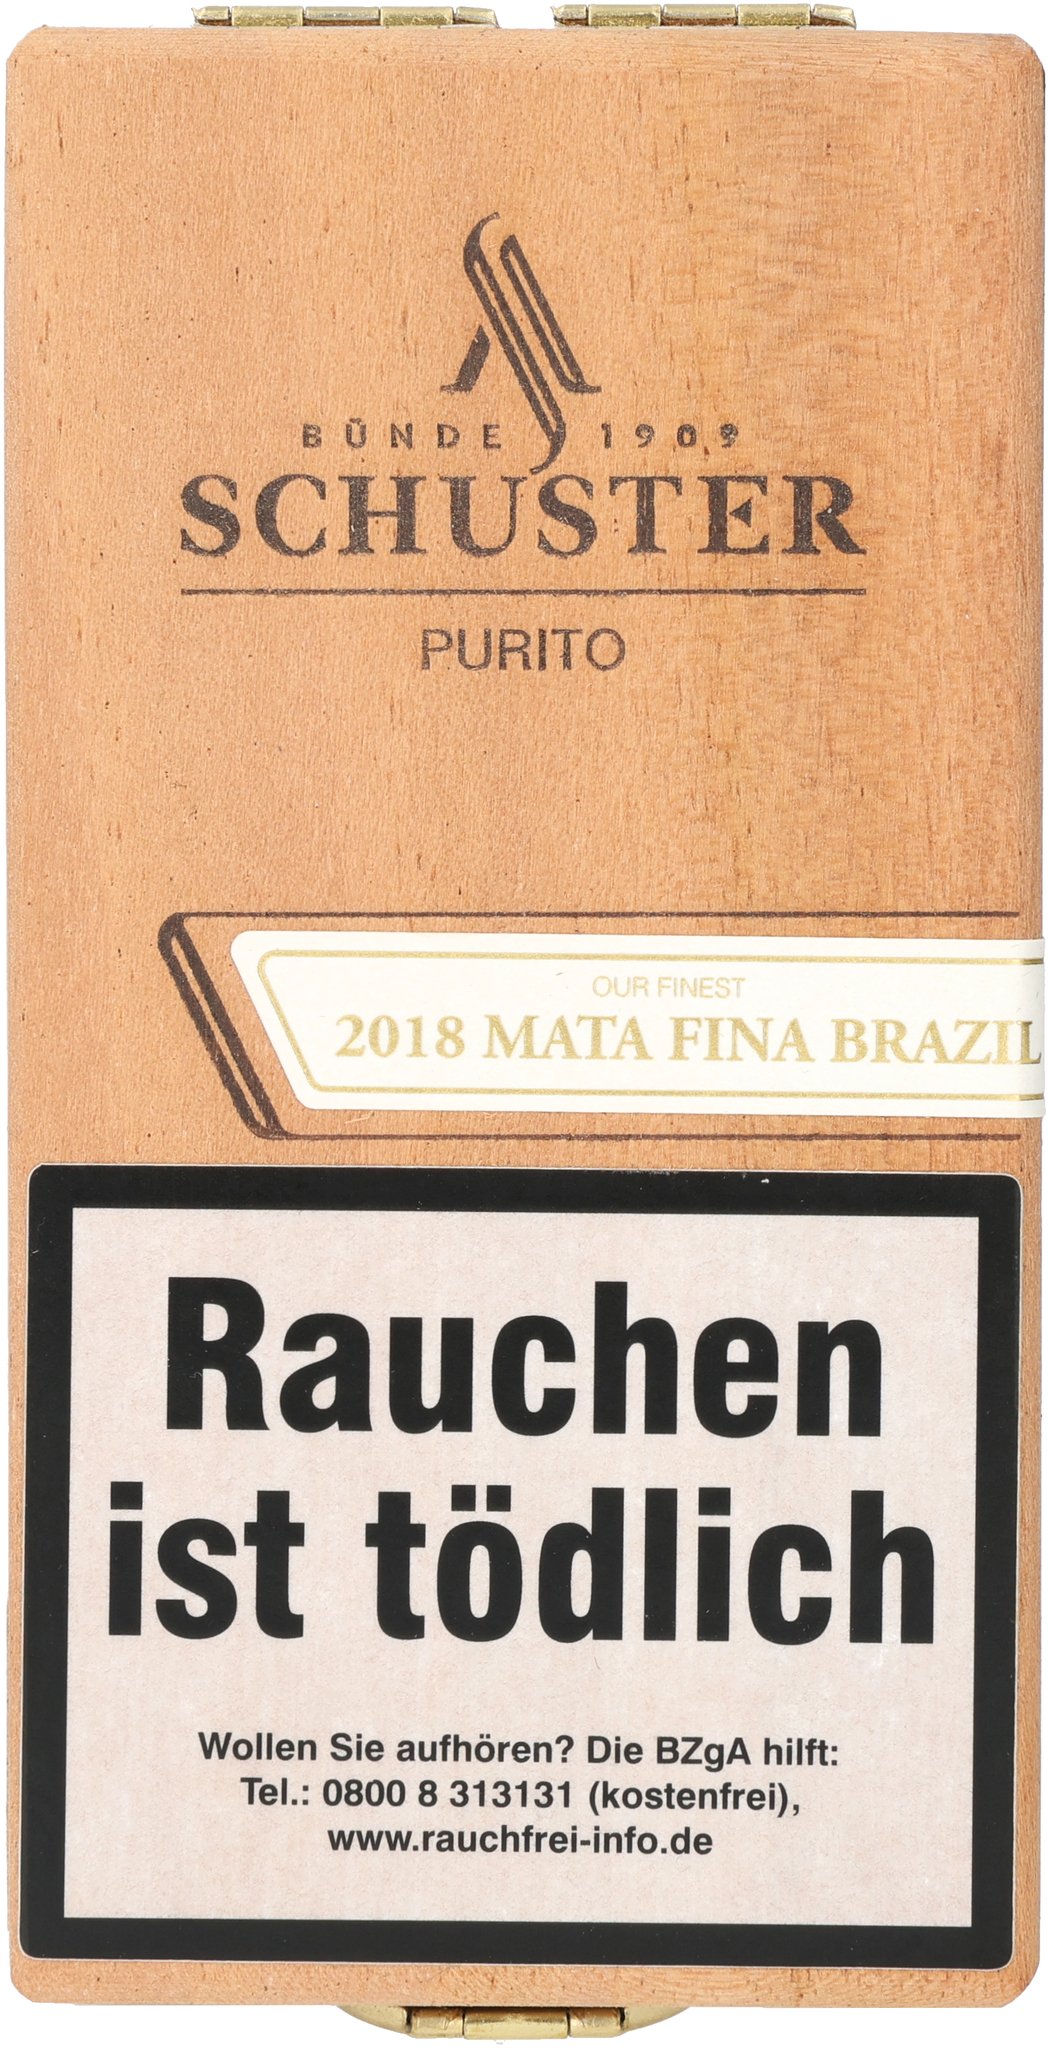 BÜNDE 1909
SCHUSTER
PURITO
OUR FINEST
2018 MATA FINA BRAZIL
Rauchen
ist tödlich
Wollen Sie aufhören? Die BZgA hilft:
Tel.: 0800 8 313131 (kostenfrei),
www.rauchfrei-info.de